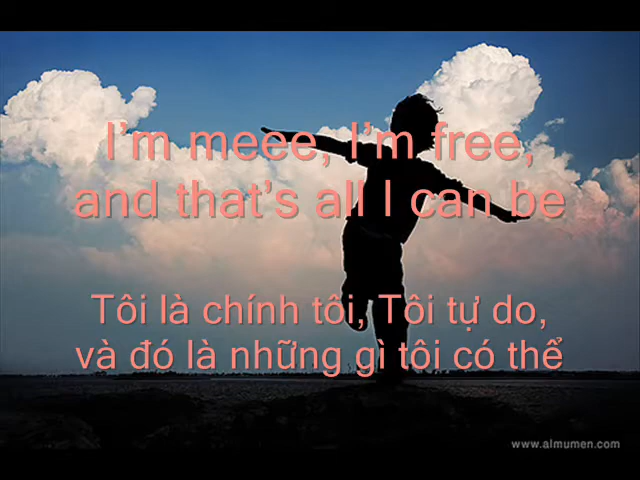 I'm meee, I'm free,
and that's all I can be
Tôi là chính tôi, Tôi tự do,
và đó là những gì tôi có thể
www.almumen.com